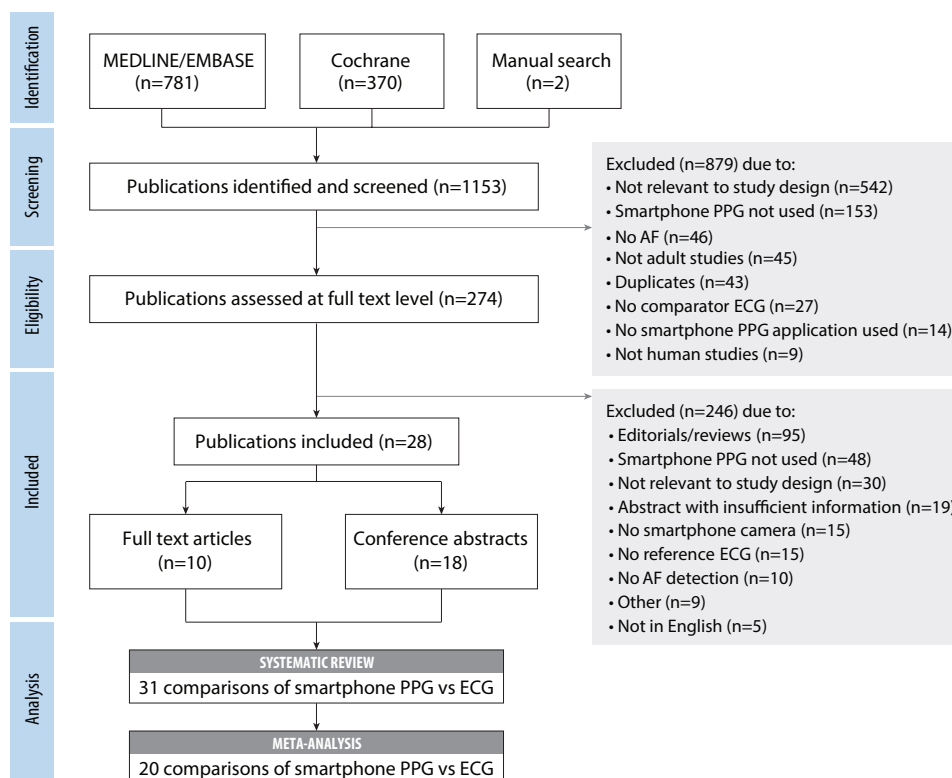 Identification
MEDLINE/EMBASE
(n=781)
Cochrane
(n=370)
Manual search
(n=2)
Screening
Publications identified and screened (n=1153)
Excluded (n=879) due to:
• Not relevant to study design (n=542)
• Smartphone PPG not used (n=153)
• No AF (n=46)
• Not adult studies (n=45)
• Duplicates (n=43)
• No comparator ECG (n=27)
• No smartphone PPG application used (n=14)
• Not human studies (n=9)
Eligibility
Publications assessed at full text level (n=274)
Excluded (n=246) due to:
• Editorials/reviews (n=95)
• Smartphone PPG not used (n=48)
• Not relevant to study design (n=30)
• Abstract with insufficient information (n=19)
• No smartphone camera (n=15)
• No reference ECG (n=15)
• No AF detection (n=10)
• Other (n=9)
• Not in English (n=5)
Included
Publications included (n=28)
Full text articles
(n=10)
Conference abstracts
(n=18)
Analysis
SYSTEMATIC REVIEW
31 comparisons of smartphone PPG vs ECG
META-ANALYSIS
20 comparisons of smartphone PPG vs ECG